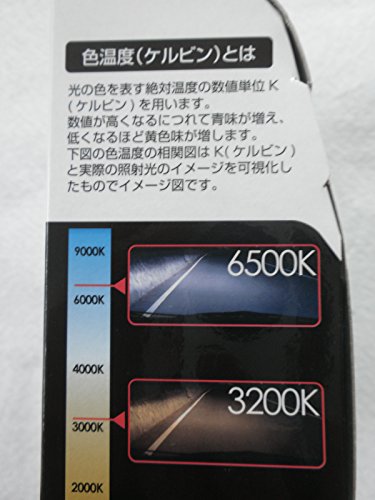 色温度(ケルビン)とは
光の色を表す絶対温度の数値単位K
(ケルビン)を用います。
数値が高くなるにつれて青味が増え、
低くなるほど黄色味が増します。
下図の色温度の相関図はK(ケルビン)
と実際の照射光のイメージを可視化し
たものでイメージ図です。
9000K
6500K
6000K
4000K
3200K
3000K
2000K